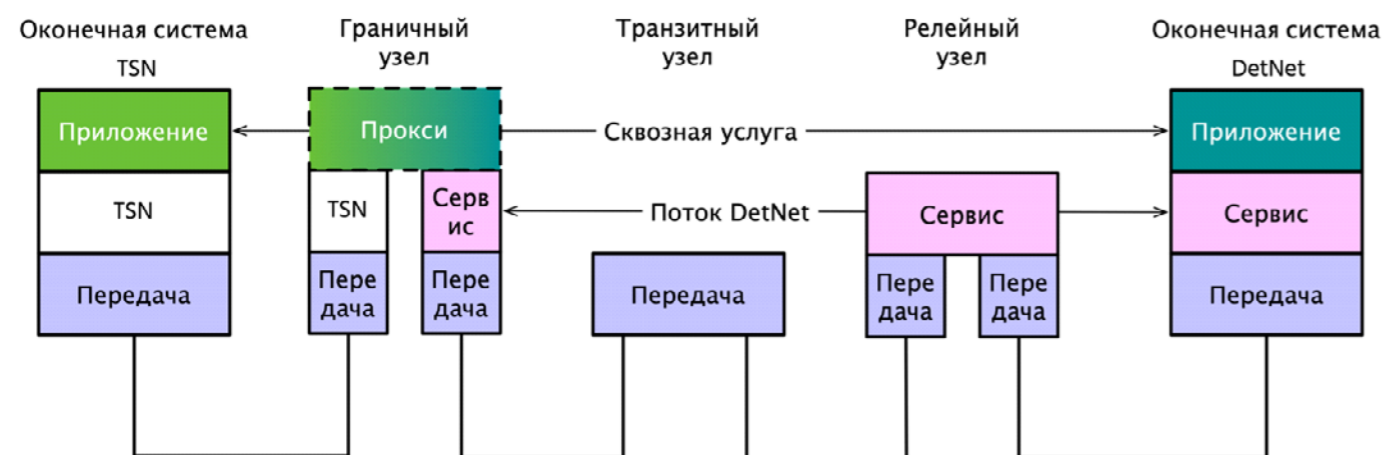 Оконечная система
TSN
Граничный
узел
Транзитный
узел
Релейный
узел
Оконечная система
DetNet
Приложение
Прокси
Сквозная услуга
Приложение
TSN
TSN
Серв
ис
Поток DetNet
Сервис
Сервис
Передача
Пере
дача
Пере
дача
Передача
Пере
дача
Пере
дача
Передача